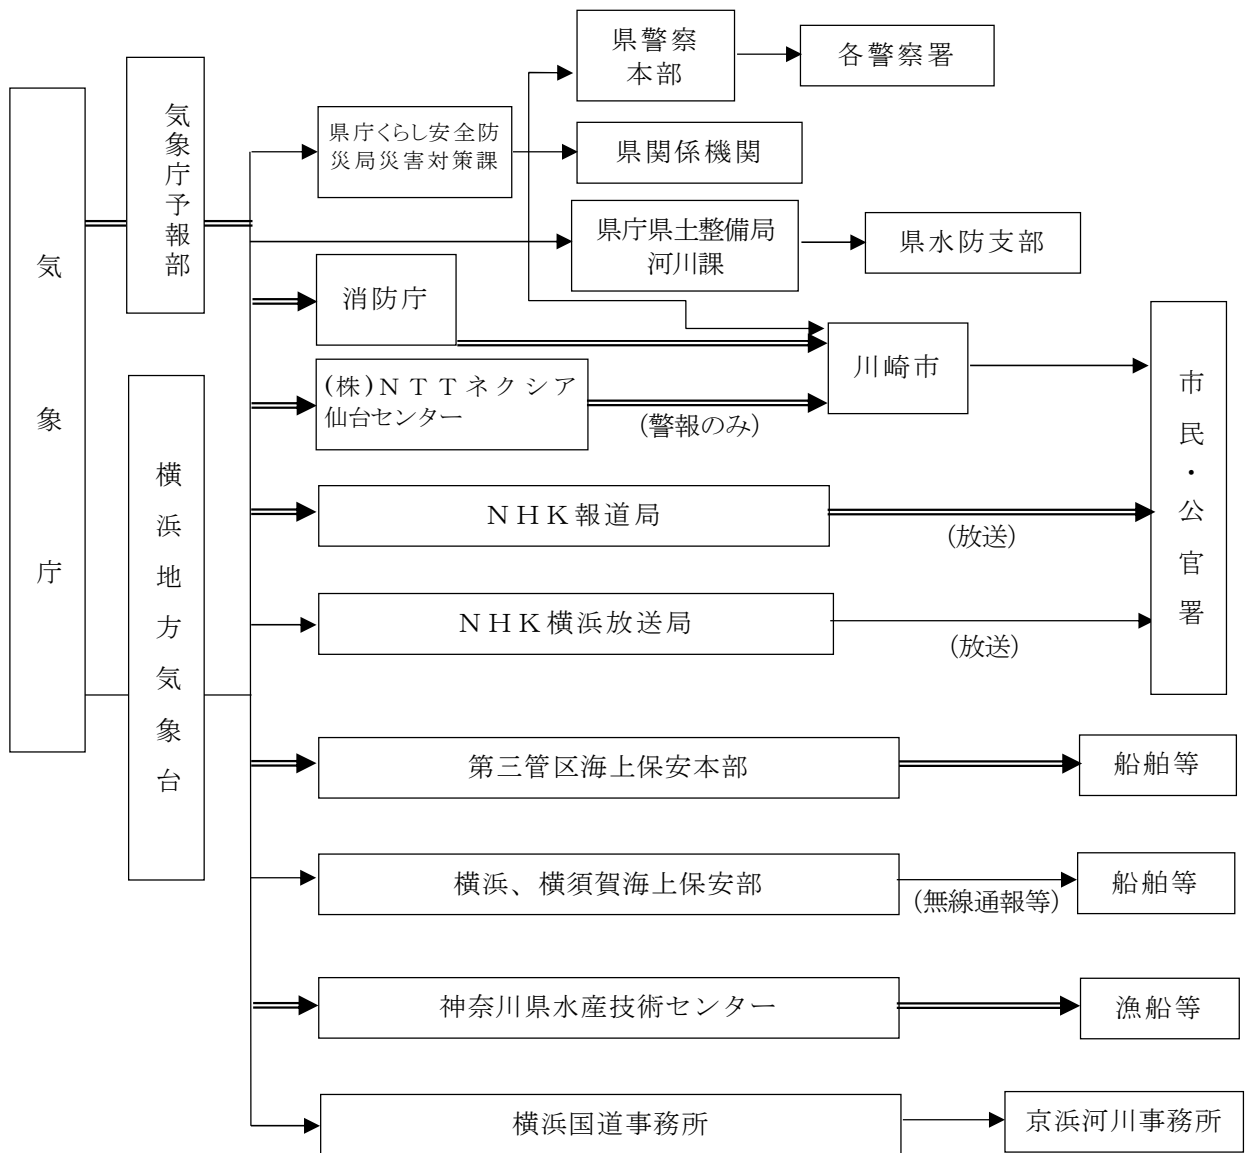 気象庁
気象庁予報部
横浜地方気象台
県警察
本部
各警察署
県庁くらし安全防
災局災害対策課
県関係機関
県庁県土整備局
河川課
県水防支部
消防庁
川崎市
(株)ＮＴＴネクシア
仙台センター
(警報のみ)
市民・公官署
ＮＨＫ報道局
(放送)
ＮＨＫ横浜放送局
(放送)
第三管区海上保安本部
船舶等
横浜、横須賀海上保安部
(無線通報等)
船舶等
神奈川県水産技術センター
漁船等
横浜国道事務所
京浜河川事務所